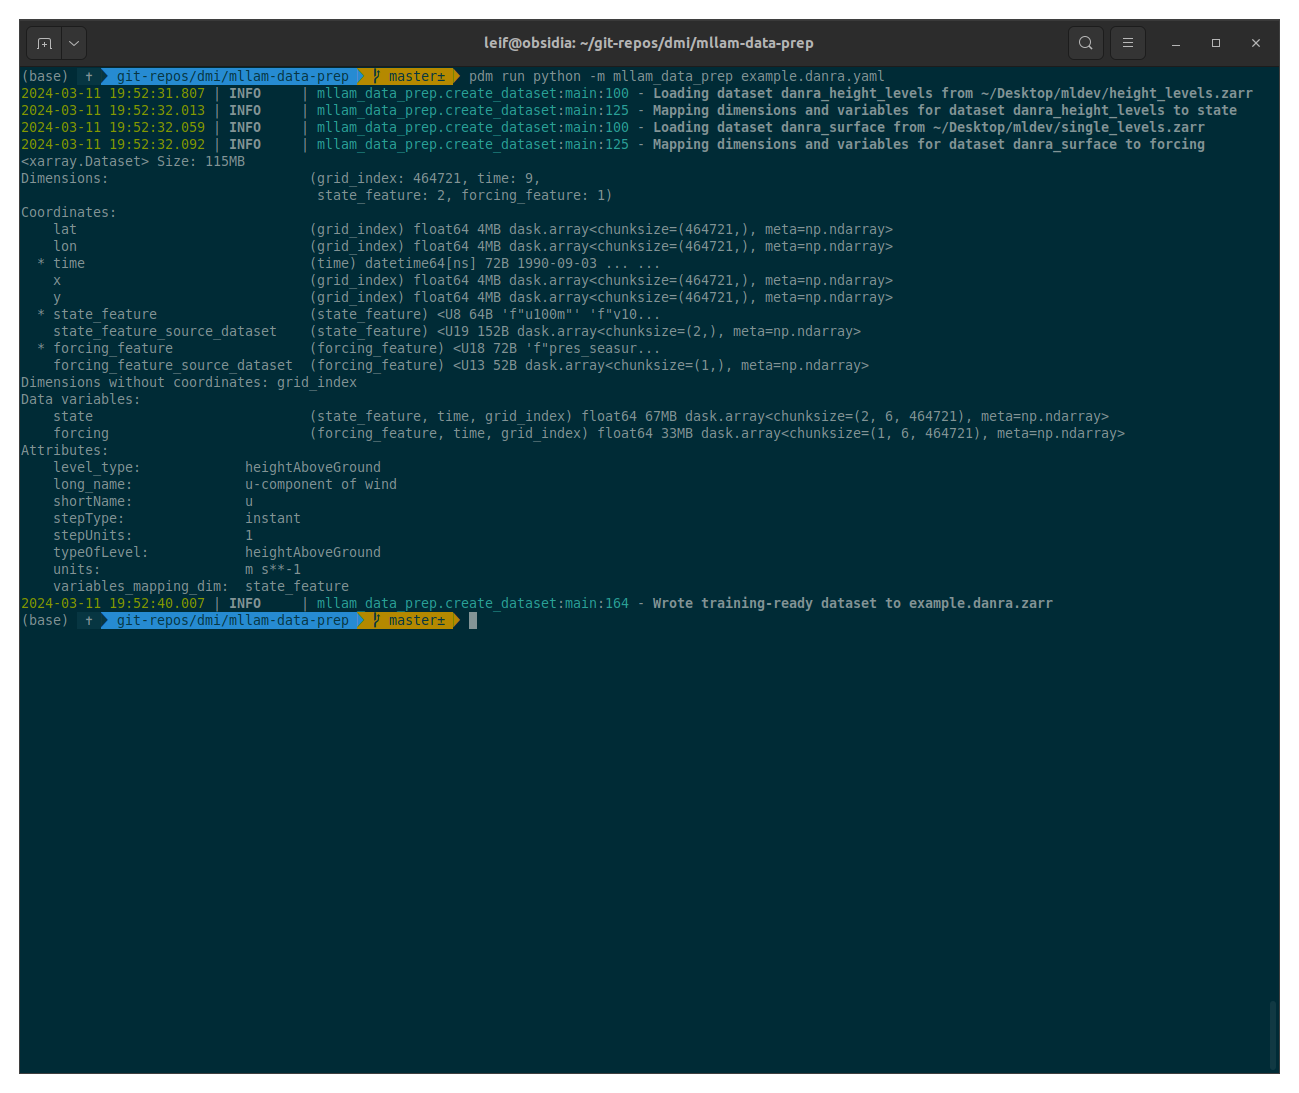 leif@obsidia: ~/git-repos/dmi/mllam-data-prep
(base) ✝ git-repos/dmi/mllam-data-prep master± pdm run python -m mllam_data_prep example.danra.yaml
2024-03-11 19:52:31.807 | INFO     | mllam_data_prep.create_dataset:main:100 - Loading dataset danra_height_levels from ~/Desktop/mldev/height_levels.zarr
2024-03-11 19:52:32.013 | INFO     | mllam_data_prep.create_dataset:main:125 - Mapping dimensions and variables for dataset danra_height_levels to state
2024-03-11 19:52:32.059 | INFO     | mllam_data_prep.create_dataset:main:100 - Loading dataset danra_surface from ~/Desktop/mldev/single_levels.zarr
2024-03-11 19:52:32.092 | INFO     | mllam_data_prep.create_dataset:main:125 - Mapping dimensions and variables for dataset danra_surface to forcing
<xarray.Dataset> Size: 115MB
Dimensions:                         (grid_index: 464721, time: 9,
                                     state_feature: 2, forcing_feature: 1)
Coordinates:
    lat                             (grid_index) float64 4MB dask.array<chunksize=(464721,), meta=np.ndarray>
    lon                             (grid_index) float64 4MB dask.array<chunksize=(464721,), meta=np.ndarray>
  * time                            (time) datetime64[ns] 72B 1990-09-03 ... ...
    x                               (grid_index) float64 4MB dask.array<chunksize=(464721,), meta=np.ndarray>
    y                               (grid_index) float64 4MB dask.array<chunksize=(464721,), meta=np.ndarray>
  * state_feature                   (state_feature) <U8 64B 'f"u100m"' 'f"v10...
    state_feature_source_dataset    (state_feature) <U19 152B dask.array<chunksize=(2,), meta=np.ndarray>
  * forcing_feature                 (forcing_feature) <U18 72B 'f"pres_seasur...
    forcing_feature_source_dataset  (forcing_feature) <U13 52B dask.array<chunksize=(1,), meta=np.ndarray>
Dimensions without coordinates: grid_index
Data variables:
    state                           (state_feature, time, grid_index) float64 67MB dask.array<chunksize=(2, 6, 464721), meta=np.ndarray>
    forcing                         (forcing_feature, time, grid_index) float64 33MB dask.array<chunksize=(1, 6, 464721), meta=np.ndarray>
Attributes:
    level_type:             heightAboveGround
    long_name:              u-component of wind
    shortName:              u
    stepType:               instant
    stepUnits:              1
    typeOfLevel:            heightAboveGround
    units:                  m s**-1
    variables_mapping_dim:  state_feature
2024-03-11 19:52:40.007 | INFO     | mllam_data_prep.create_dataset:main:164 - Wrote training-ready dataset to example.danra.zarr
(base) ✝ git-repos/dmi/mllam-data-prep master±